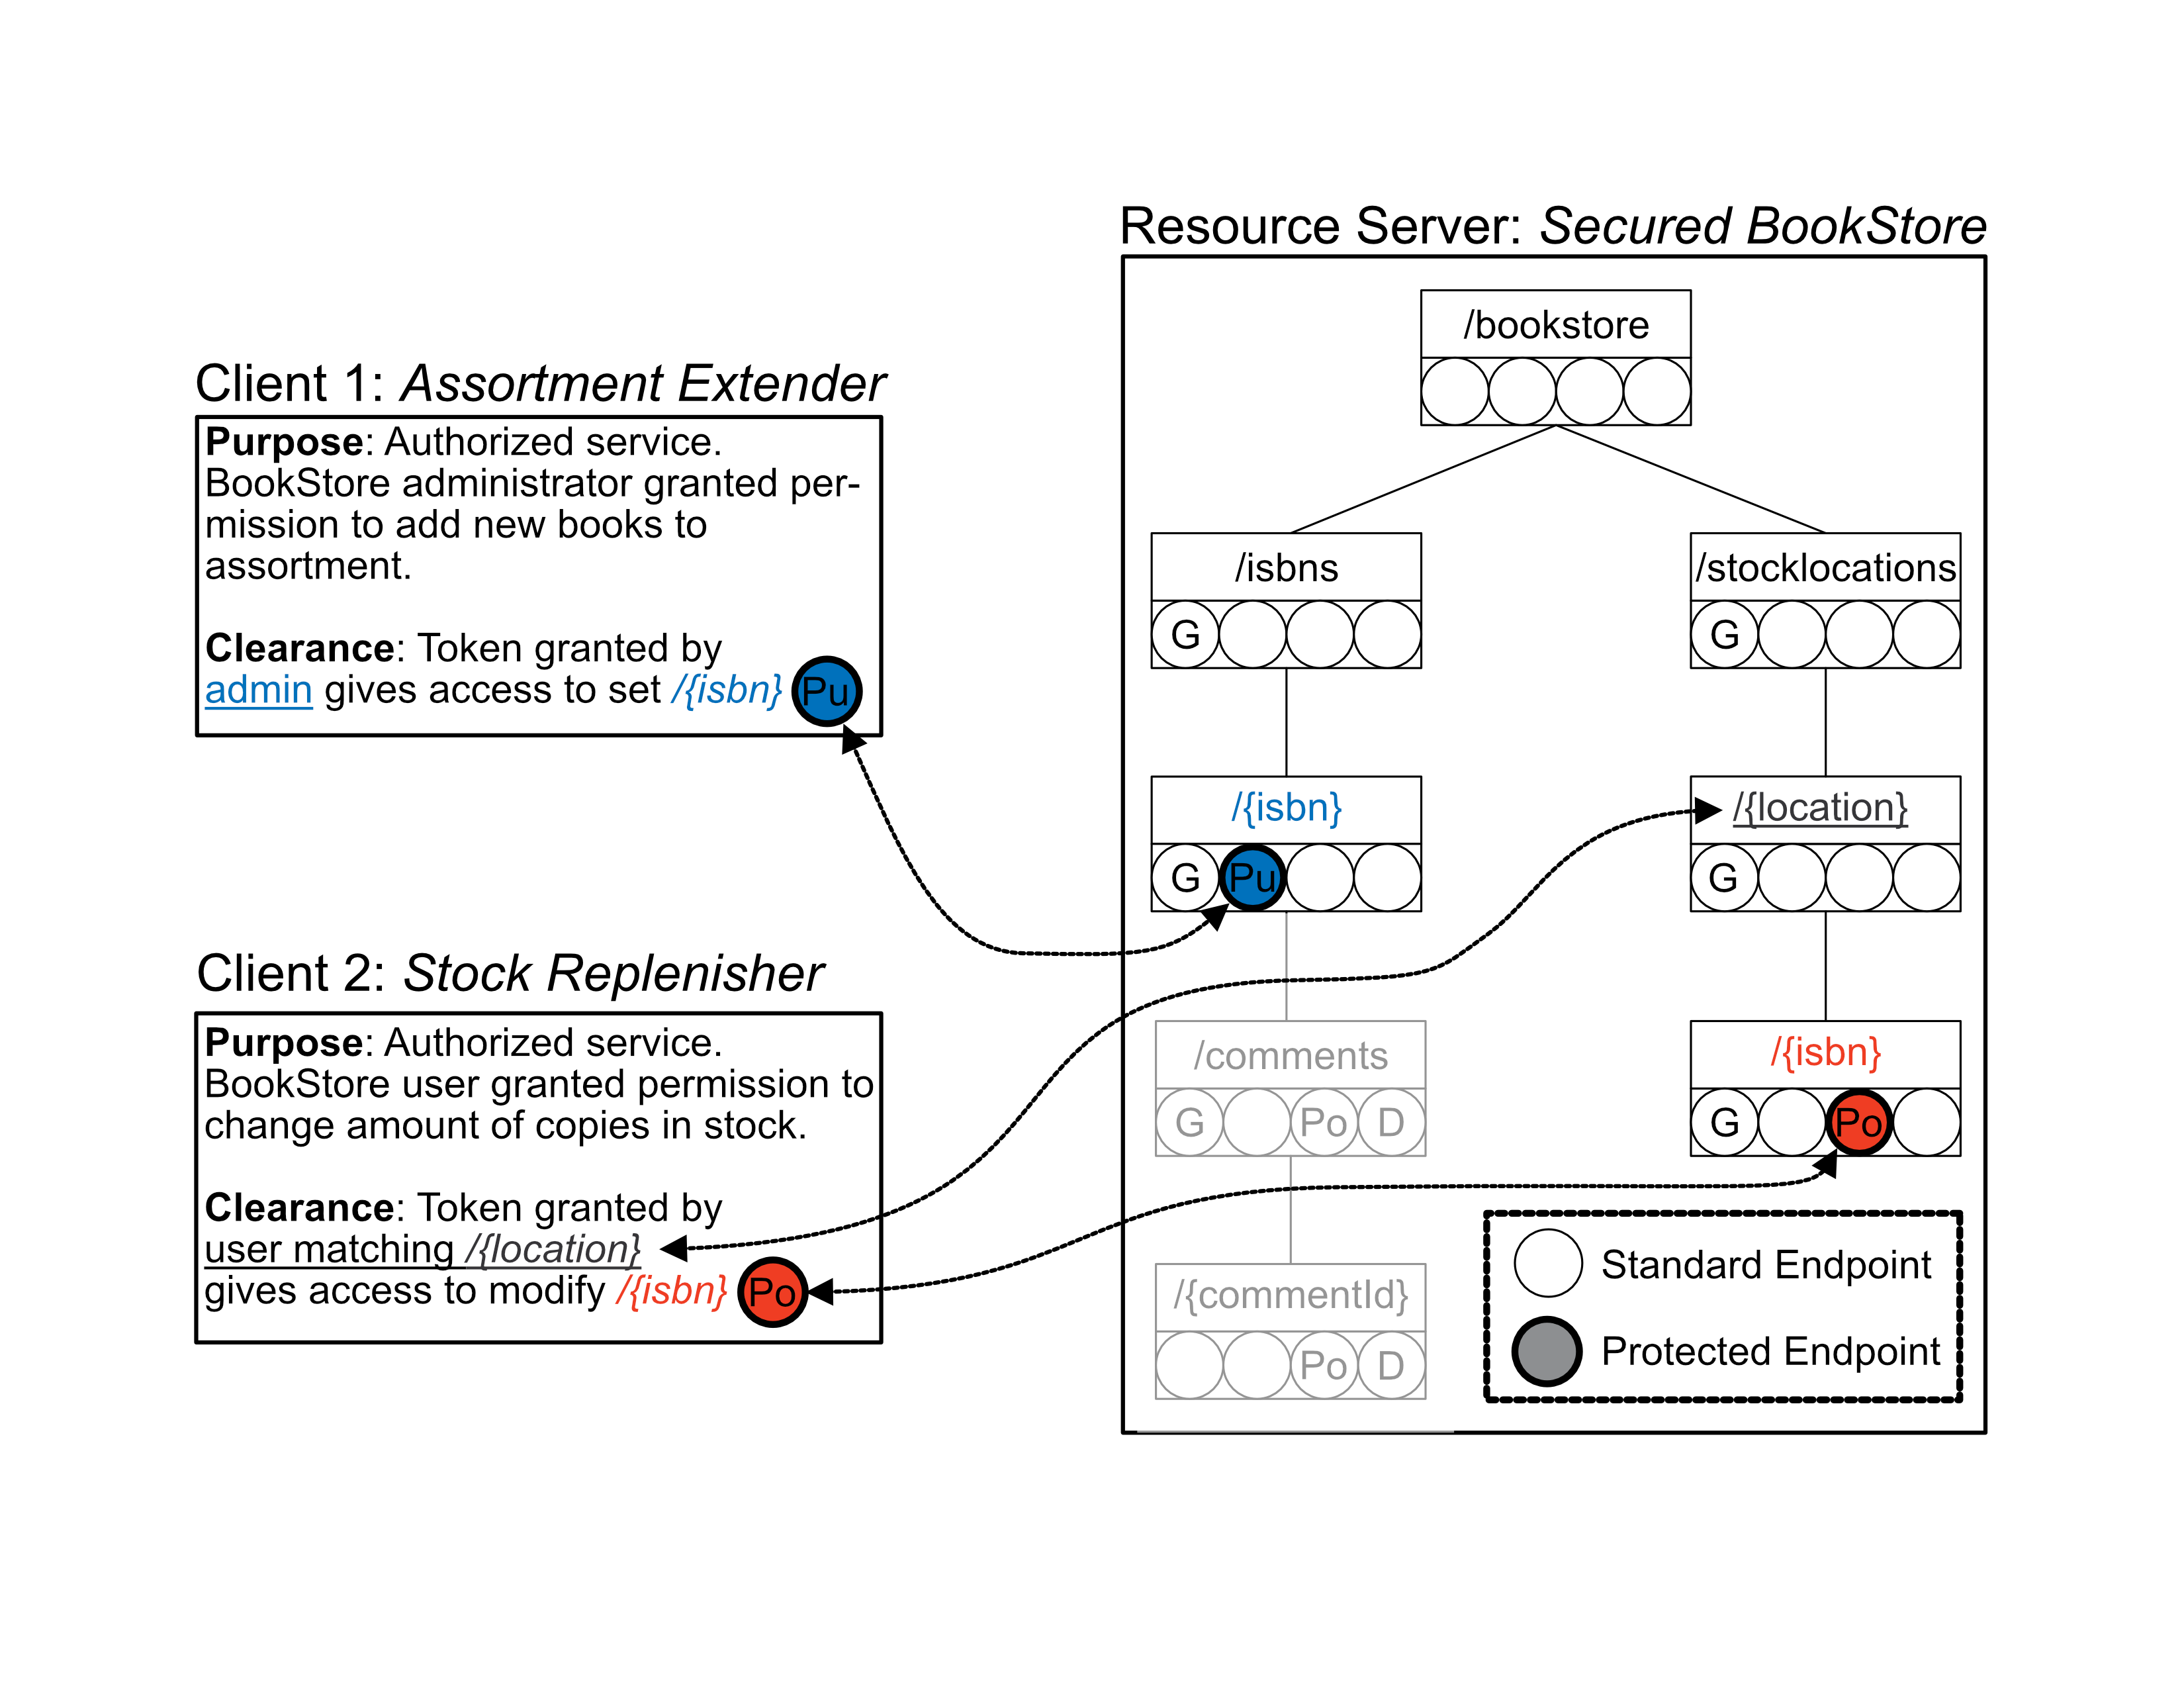 Client 1: Assortment Extender
Purpose: Authorized service.
BookStore administrator granted per-
mission to add new books to
assortment.
Clearance: Token granted by
admin gives access to set /{isbn} Pu
Client 2: Stock Replenisher
Purpose: Authorized service.
BookStore user granted permission to
change amount of copies in stock.
Clearance: Token granted by
user matching /{location}
gives access to modify /{isbn} Po
Resource Server: Secured BookStore
/bookstore
/isbns
G
/stocklocations
G
/{isbn}
G Pu
/{location}
G
/comments
G Po D
/{isbn}
G Po
/{commentId}
Po D
Standard Endpoint
Protected Endpoint